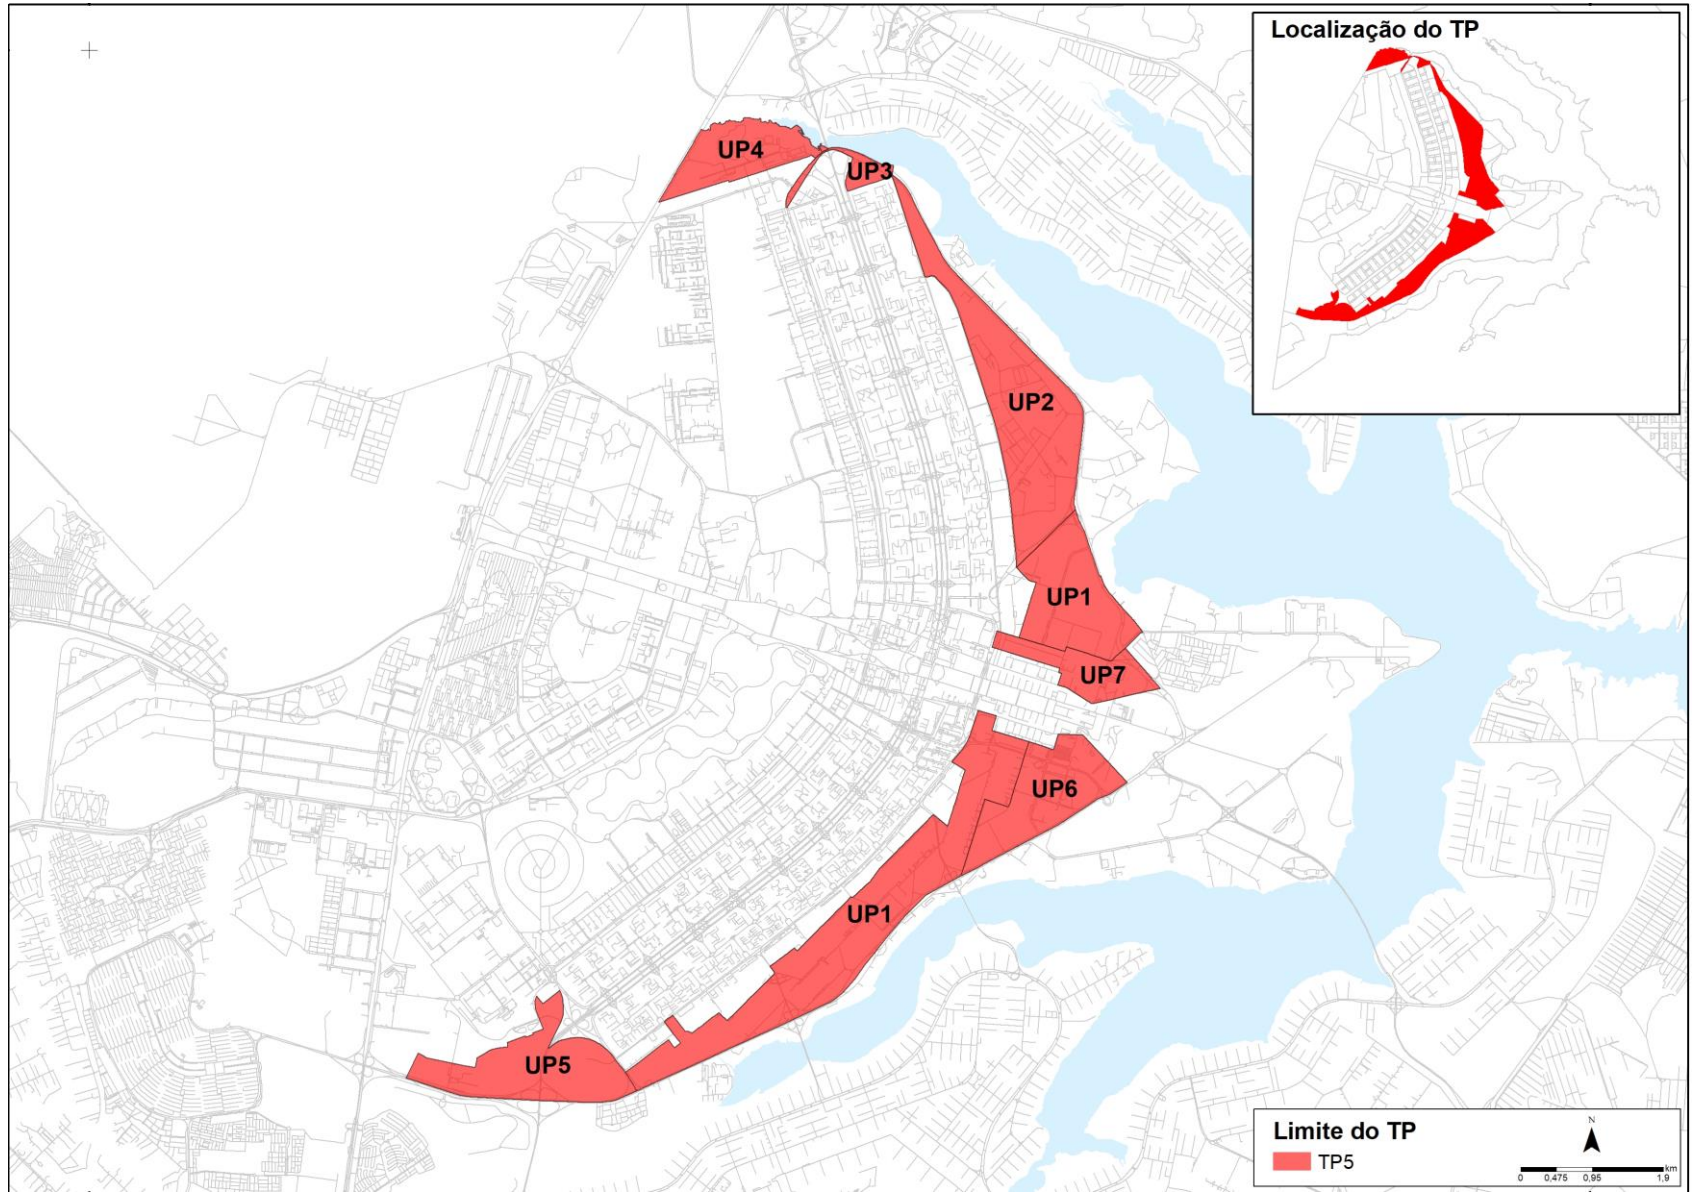 Localização do TP
UP4
UP3
UP2
UP1
UP7
UP6
UP1
UP5
Limite do TP
TP5
N
km
0 0,475 0,95 1,9